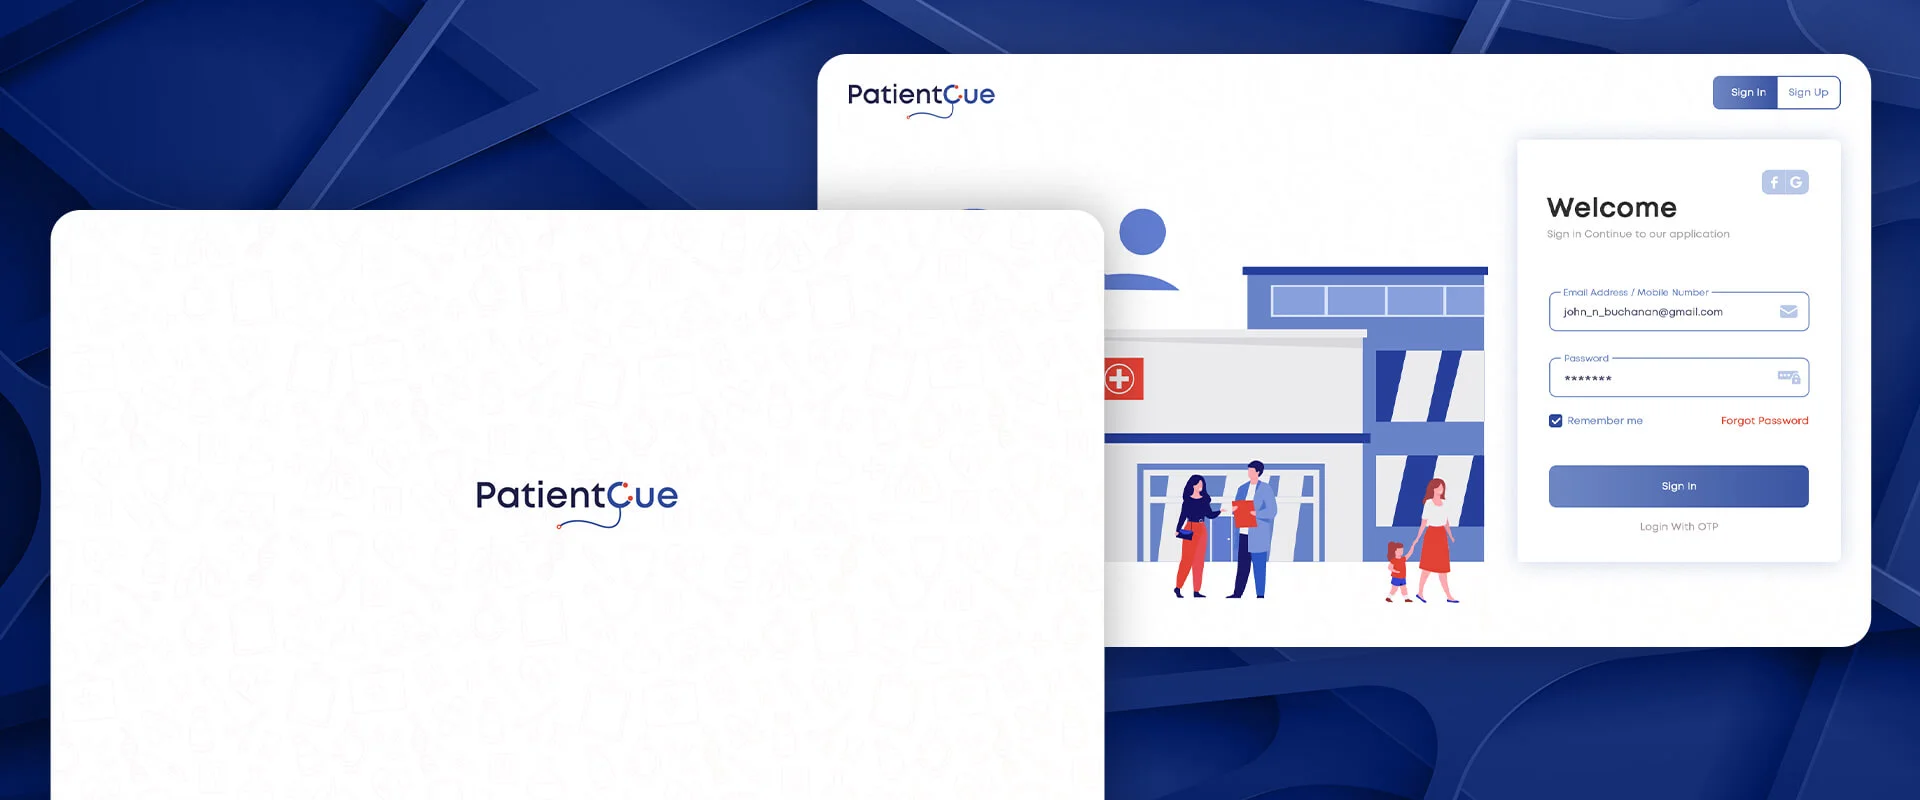 PatientCue
Sign In
Sign Up
Welcome
Sign in Continue to our application
Email Address / Mobile Number
john_n_buchanan@gmail.com
Password
*******
Remember me
Forgot Password
Sign In
Login With OTP
PatientCue